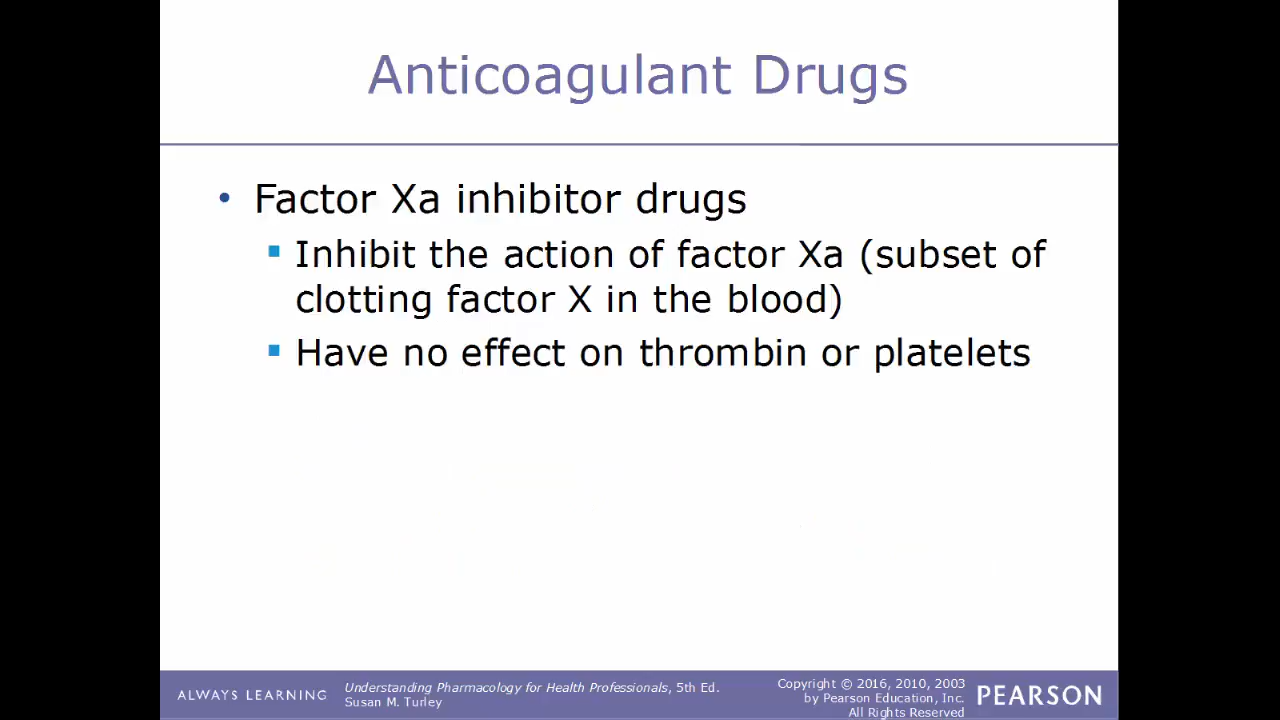 Anticoagulant Drugs
• Factor Xa inhibitor drugs
▪ Inhibit the action of factor Xa (subset of
clotting factor X in the blood)
▪ Have no effect on thrombin or platelets
ALWAYS LEARNING
Understanding Pharmacology for Health Professionals, 5th Ed.
Susan M. Turley
Copyright © 2016, 2010, 2003
by Pearson Education, Inc.
All Rights Reserved
PEARSON